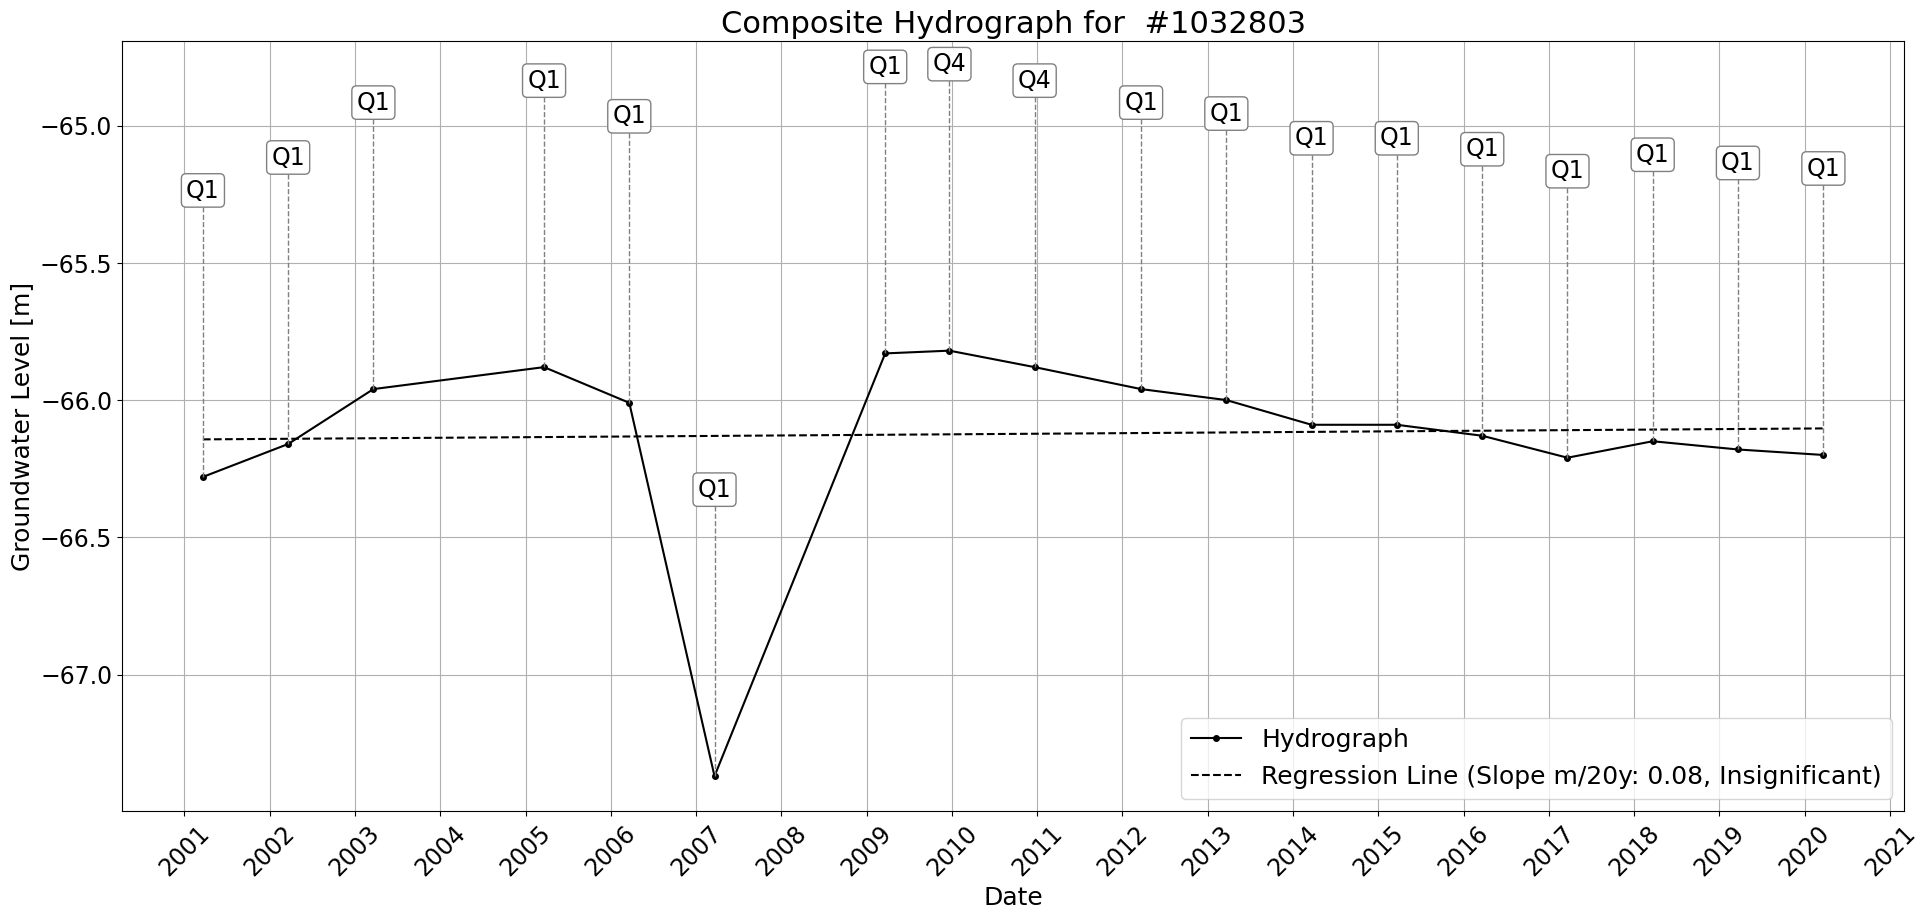 Composite Hydrograph for  #1032803
Q1
Q1
Q1
Q1
Q1
Q1
Q1
Q4
Q4
Q1
Q1
Q1
Q1
Q1
Q1
Q1
Q1
Q1
Groundwater Level [m]
−65.0
−65.5
−66.0
−66.5
−67.0
Hydrograph
Regression Line (Slope m/20y: 0.08, Insignificant)
2001
2002
2003
2004
2005
2006
2007
2008
2009
2010
2011
2012
2013
2014
2015
2016
2017
2018
2019
2020
2021
Date